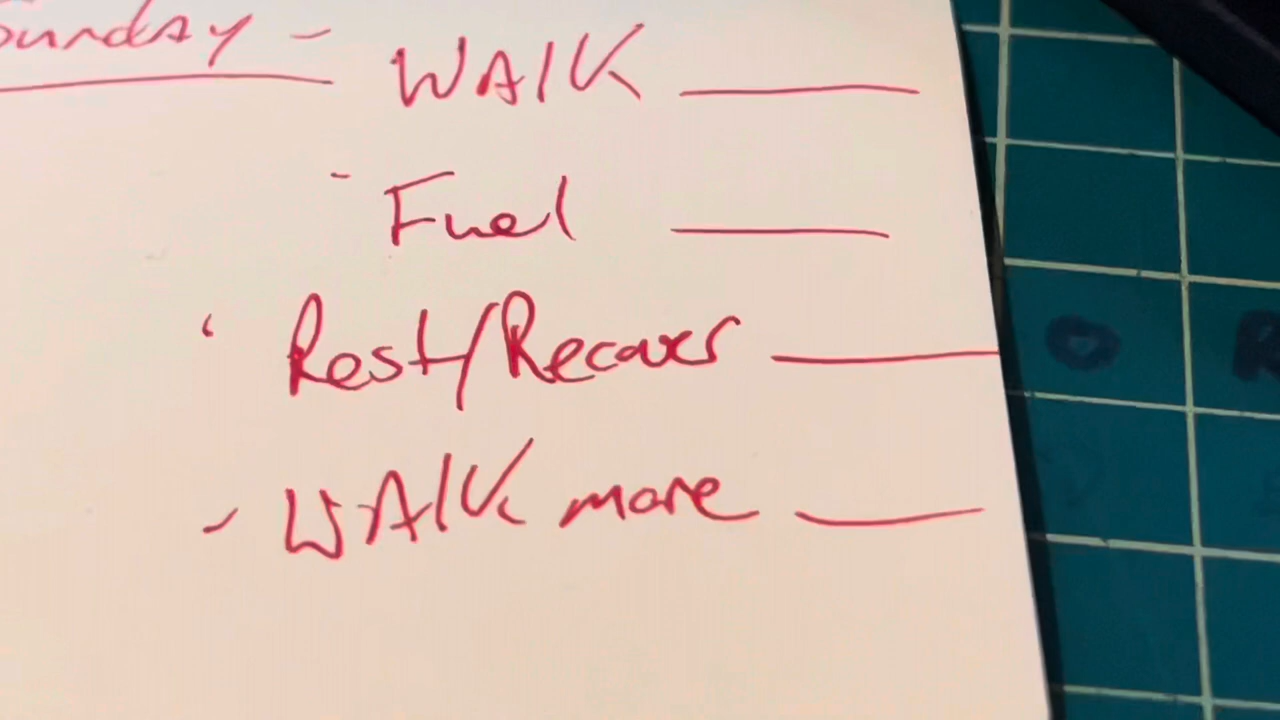 Sunday - WALK
- Fuel
Rest/Recover
- WALK more
O R